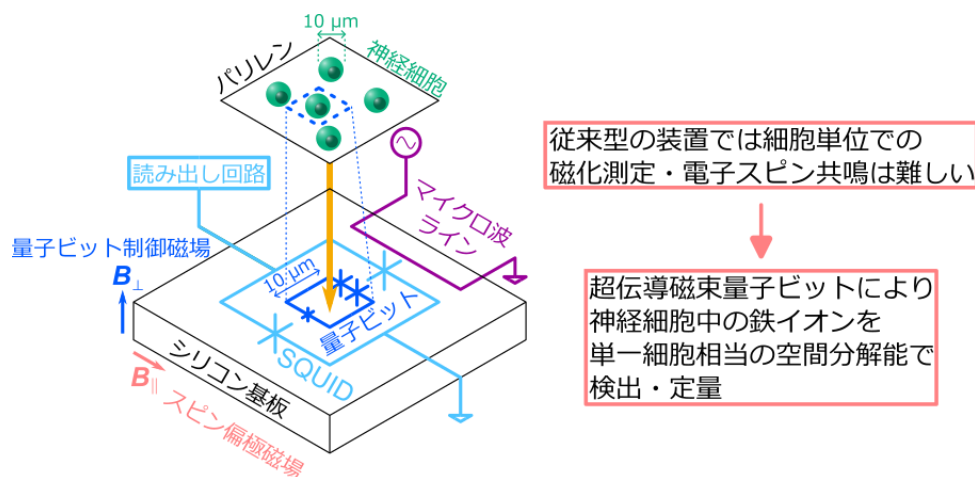 10 μm
パリレン
神経細胞
読み出し回路
マイクロ波
ライン
量子ビット制御磁場
B⊥
10 μm
量子ビット
SQUID
シリコン基板
B∥ スピン偏極磁場
従来型の装置では細胞単位での
磁化測定・電子スピン共鳴は難しい
超伝導磁束量子ビットにより
神経細胞中の鉄イオンを
単一細胞相当の空間分解能で
検出・定量